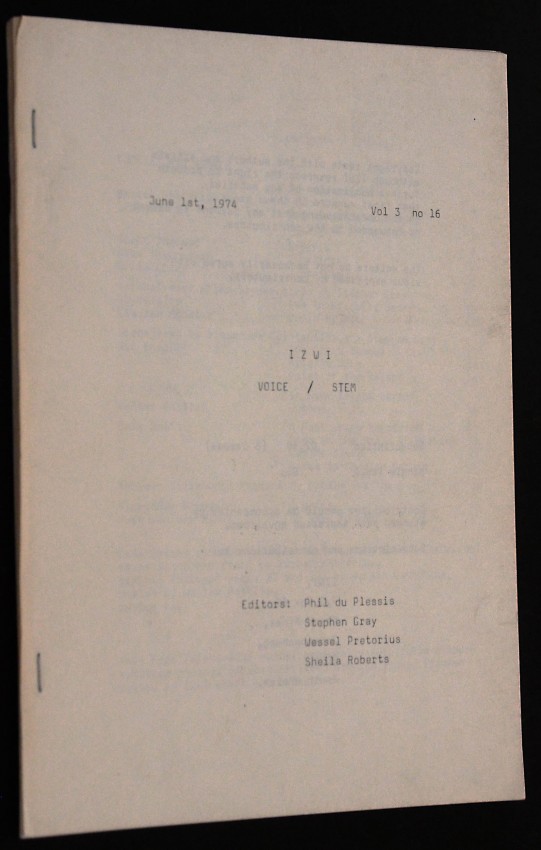 June 1st, 1974
Vol 3 no 16
I Z W I
VOICE / STEM
Editors: Phil du Plessis
Stephen Gray
Wessel Pretorius
Sheila Roberts